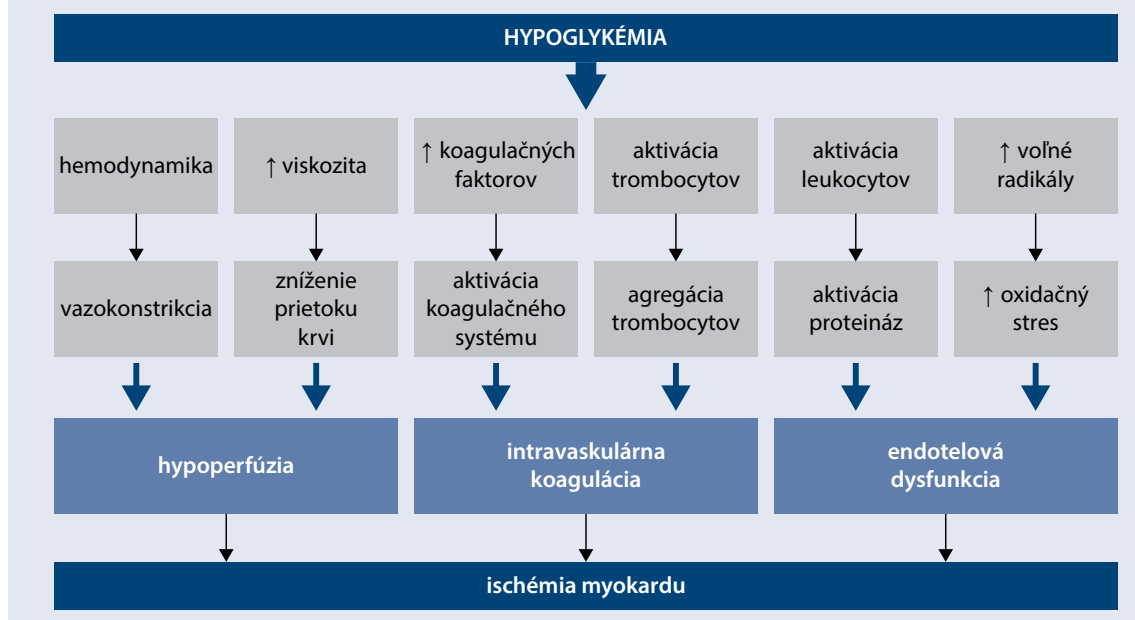 HYPOGLYKÉMIA
hemodynamika
↑ viskozita
↑ koagulačných
faktorov
aktivácia
trombocytov
aktivácia
leukocytov
↑ voľné
radikály
vazokonstrikcia
zníženie
prietoku
krvi
aktivácia
koagulačného
systému
agregácia
trombocytov
aktivácia
proteináz
↑ oxidačný
stres
hypoperfúzia
intravaskulárna
koagulácia
endotelová
dysfunkcia
ischémia myokardu